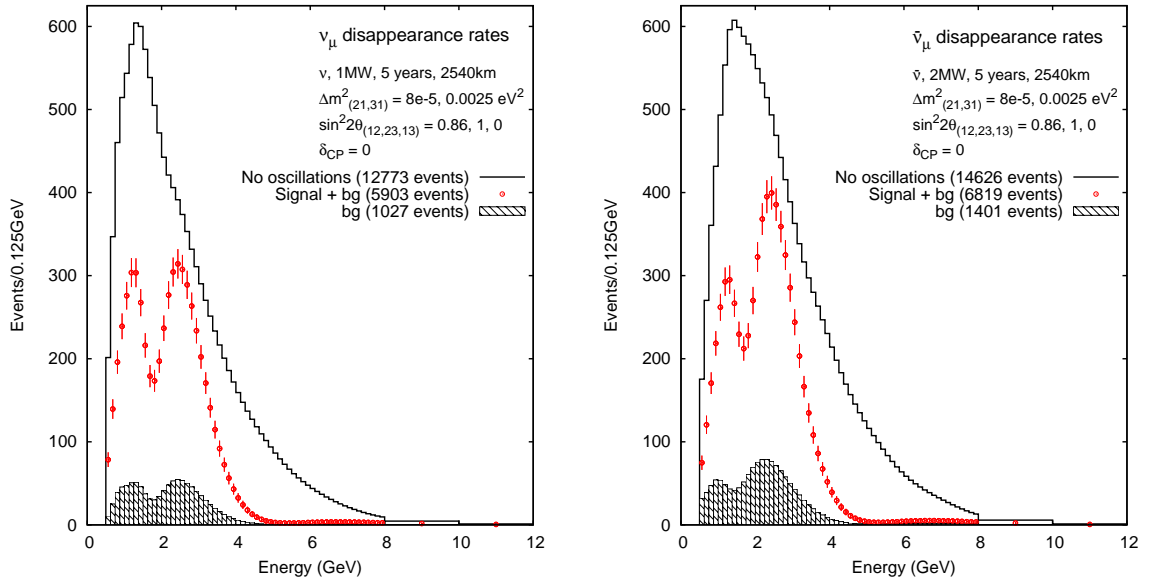 ν_μ disappearance rates
ν, 1MW, 5 years, 2540km
Δm²(21,31) = 8e-5, 0.0025 eV²
sin²2θ(12,23,13) = 0.86, 1, 0
δCP = 0
No oscillations (12773 events)
Signal + bg (5903 events)
bg (1027 events)
Events/0.125GeV
600
500
400
300
200
100
0
0 2 4 6 8 10 12
Energy (GeV)
ν̄_μ disappearance rates
ν̄, 2MW, 5 years, 2540km
Δm²(21,31) = 8e-5, 0.0025 eV²
sin²2θ(12,23,13) = 0.86, 1, 0
δCP = 0
No oscillations (14626 events)
Signal + bg (6819 events)
bg (1401 events)
Events/0.125GeV
600
500
400
300
200
100
0
0 2 4 6 8 10 12
Energy (GeV)